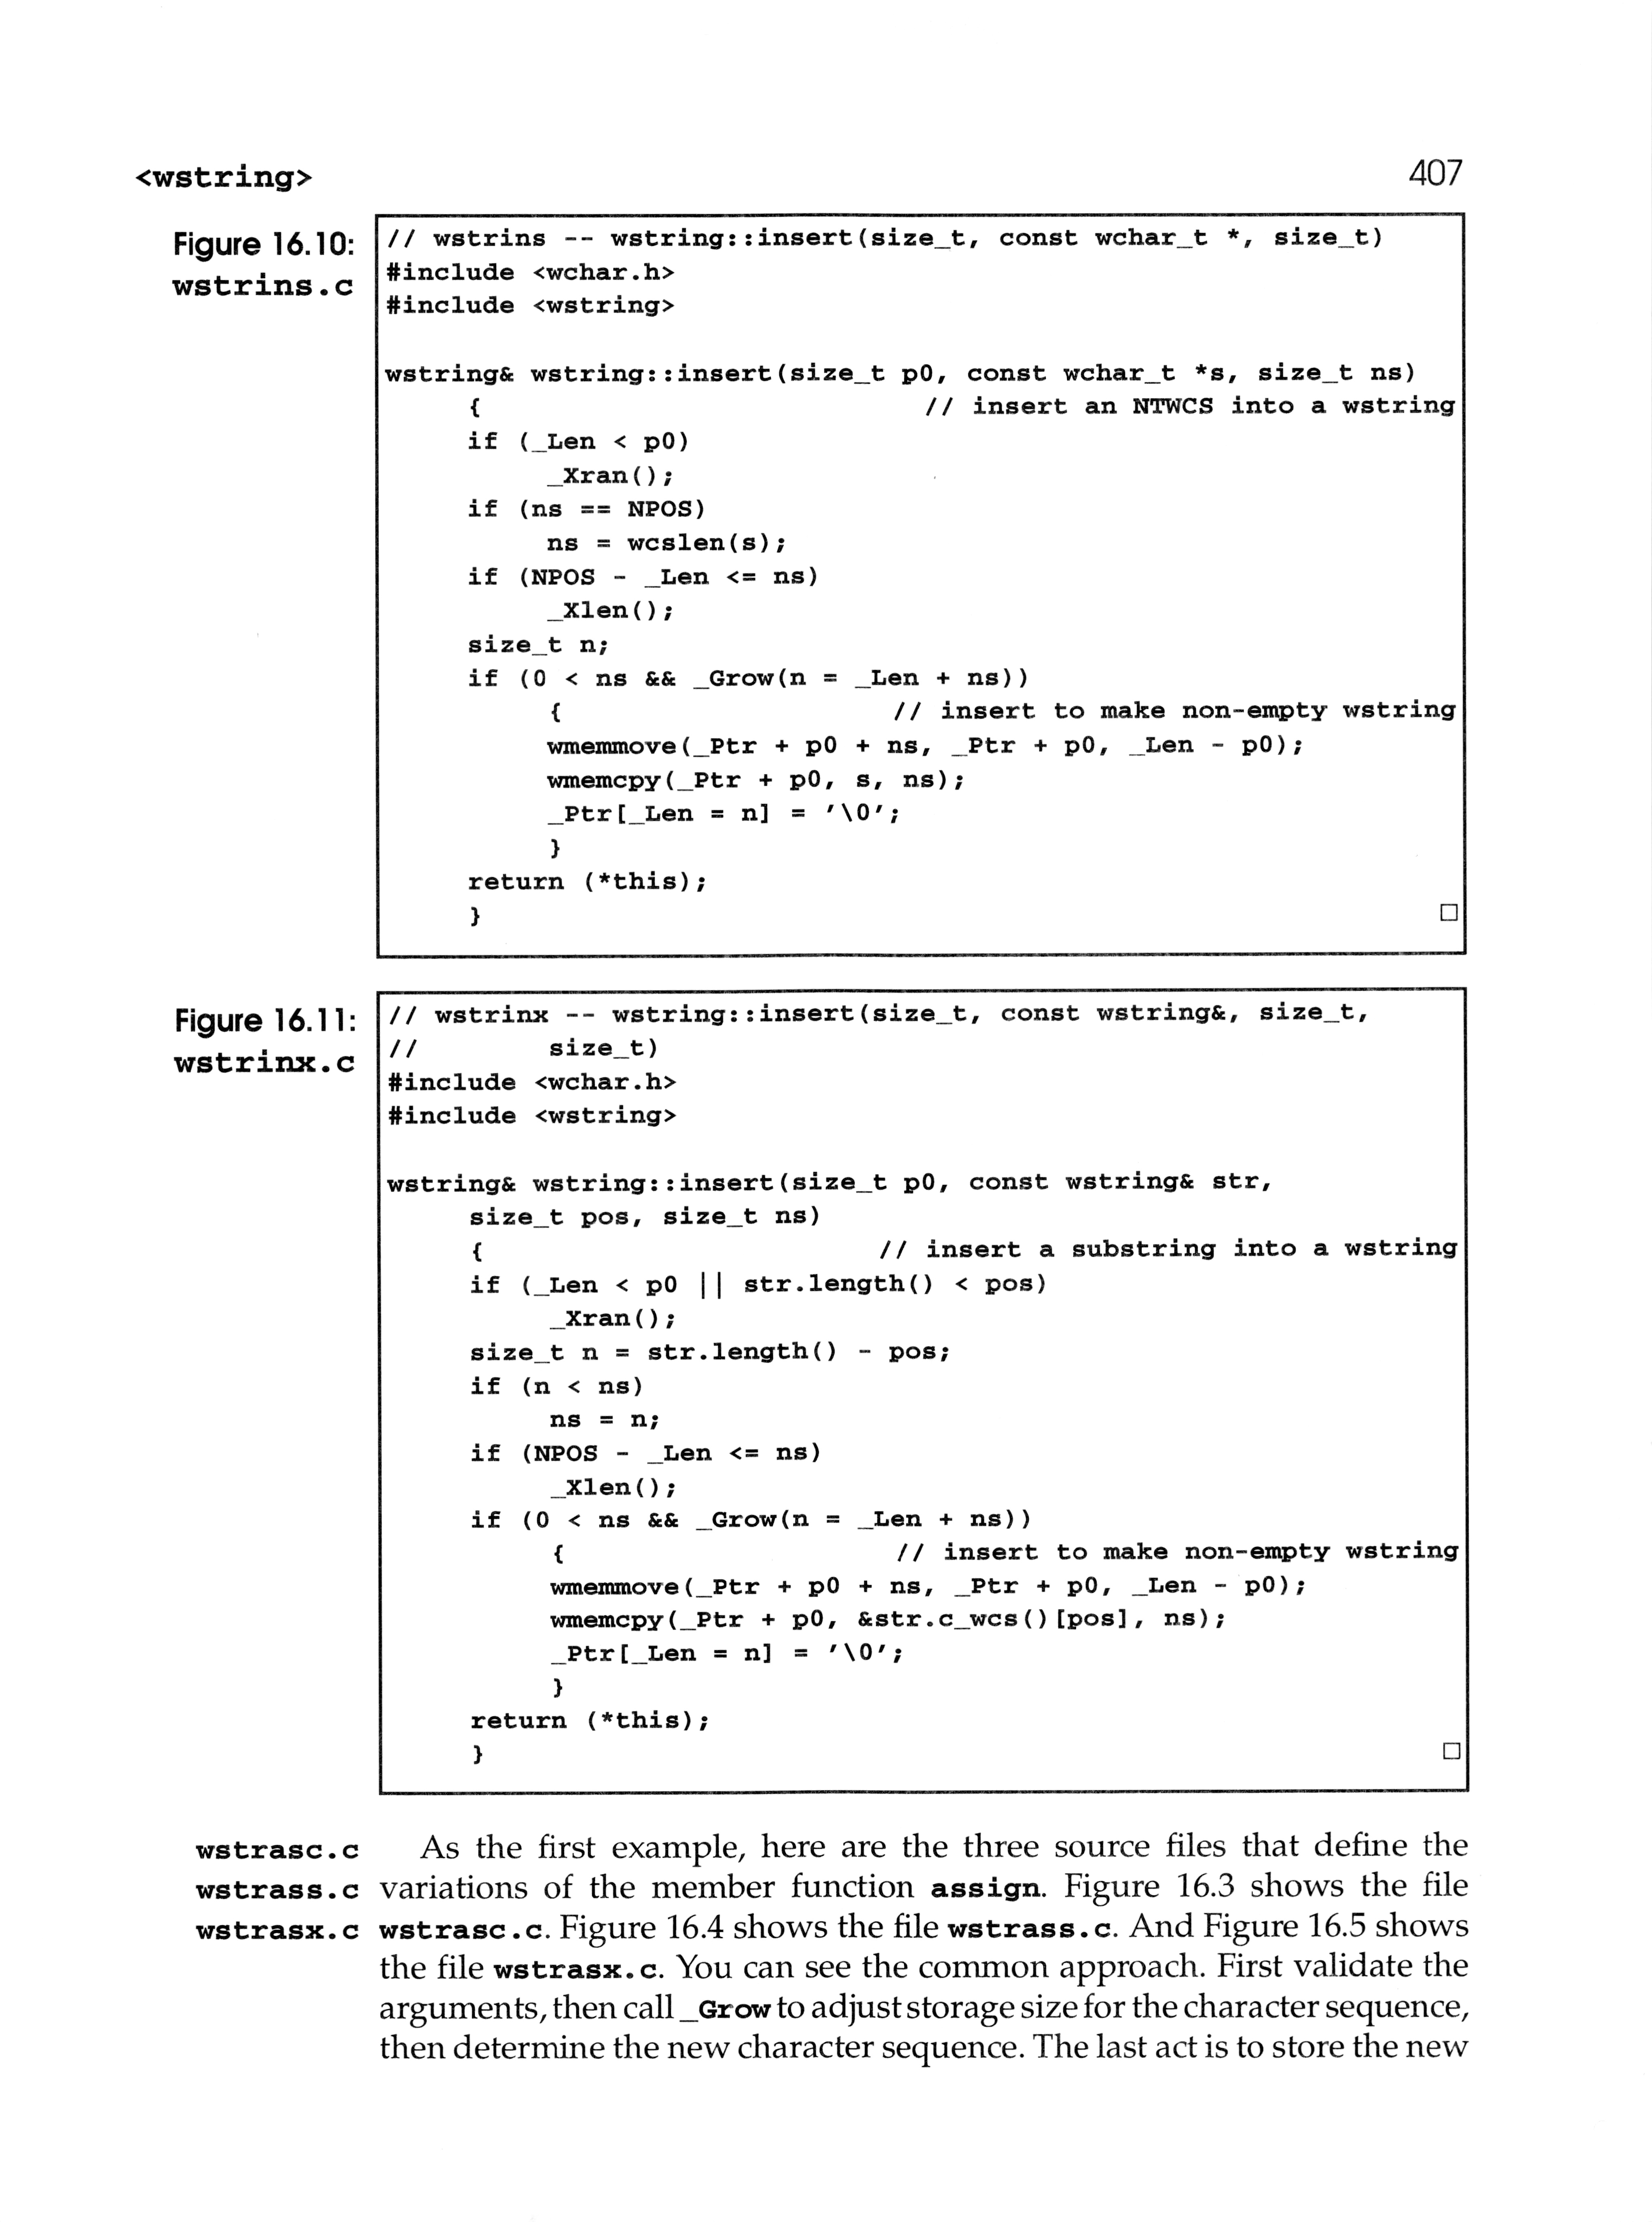 <wstring>
407
Figure 16.10:
wstrins.c
// wstrins -- wstring::insert(size_t, const wchar_t *, size_t)
#include <wchar.h>
#include <wstring>
wstring& wstring::insert(size_t p0, const wchar_t *s, size_t ns)
{ // insert an NTWCS into a wstring
if (_Len < p0)
_Xran();
if (ns == NPOS)
ns = wcslen(s);
if (NPOS - _Len <= ns)
_Xlen();
size_t n;
if (0 < ns && _Grow(n = _Len + ns))
{ // insert to make non-empty wstring
wmemmove(_Ptr + p0 + ns, _Ptr + p0, _Len - p0);
wmemcpy(_Ptr + p0, s, ns);
_Ptr[_Len = n] = '\0';
}
return (*this);
}
Figure 16.11:
wstrinx.c
// wstrinx -- wstring::insert(size_t, const wstring&, size_t,
// size_t)
#include <wchar.h>
#include <wstring>
wstring& wstring::insert(size_t p0, const wstring& str,
size_t pos, size_t ns)
{ // insert a substring into a wstring
if (_Len < p0 || str.length() < pos)
_Xran();
size_t n = str.length() - pos;
if (n < ns)
ns = n;
if (NPOS - _Len <= ns)
_Xlen();
if (0 < ns && _Grow(n = _Len + ns))
{ // insert to make non-empty wstring
wmemmove(_Ptr + p0 + ns, _Ptr + p0, _Len - p0);
wmemcpy(_Ptr + p0, &str.c_wcs()[pos], ns);
_Ptr[_Len = n] = '\0';
}
return (*this);
}
wstrasc.c As the first example, here are the three source files that define the
wstrass.c variations of the member function assign. Figure 16.3 shows the file
wstrasx.c wstrasc.c. Figure 16.4 shows the file wstrass.c. And Figure 16.5 shows
the file wstrasx.c. You can see the common approach. First validate the
arguments, then call _Grow to adjust storage size for the character sequence,
then determine the new character sequence. The last act is to store the new